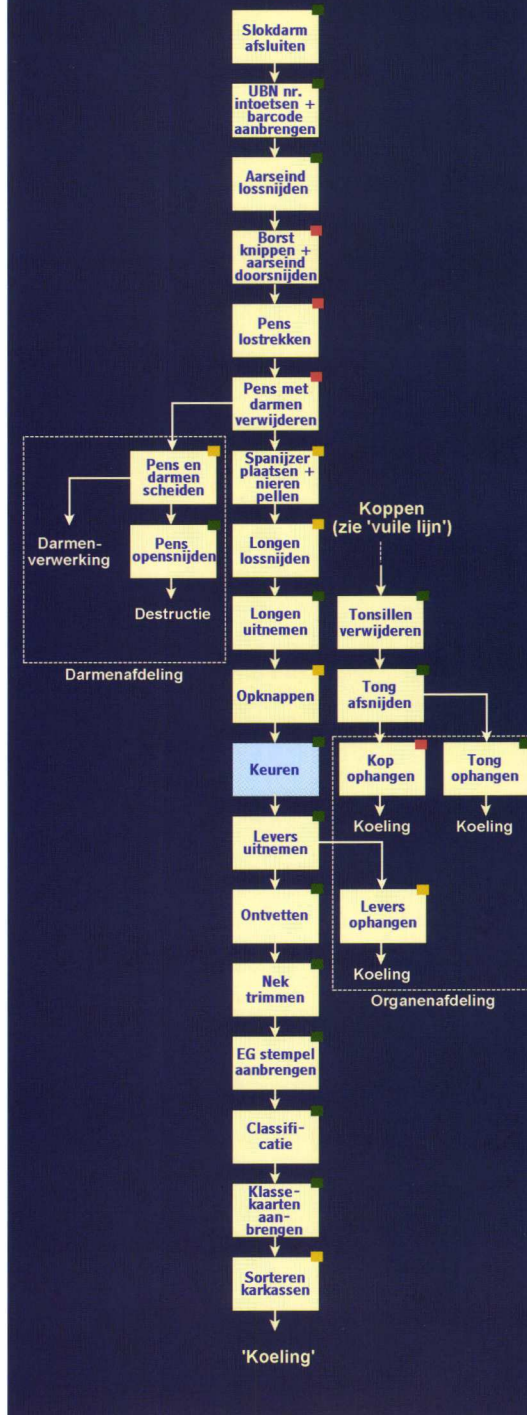 Slokdarm
afsluiten
UBN nr.
intoetsen +
barcode
aanbrengen
Aarseind
lossnijden
Borst
knippen +
aarseind
doorsnijden
Pens
lostrekken
Pens met
darmen
verwijderen
Pens en
darmen
scheiden
Spanijzer
plaatsen +
nieren
pellen
Darmen-
verwerking
Pens
opensnijden
Destructie
Darmenafdeling
Longen
lossnijden
Koppen
(zie 'vuile lijn')
Longen
uitnemen
Tonsillen
verwijderen
Opknappen
Tong
afsnijden
Keuren
Kop
ophangen
Tong
ophangen
Koeling
Koeling
Levers
uitnemen
Levers
ophangen
Koeling
Organenafdeling
Ontvetten
Nek
trimmen
EG stempel
aanbrengen
Classifi-
catie
Klasse-
kaarten
aan-
brengen
Sorteren
karkassen
'Koeling'